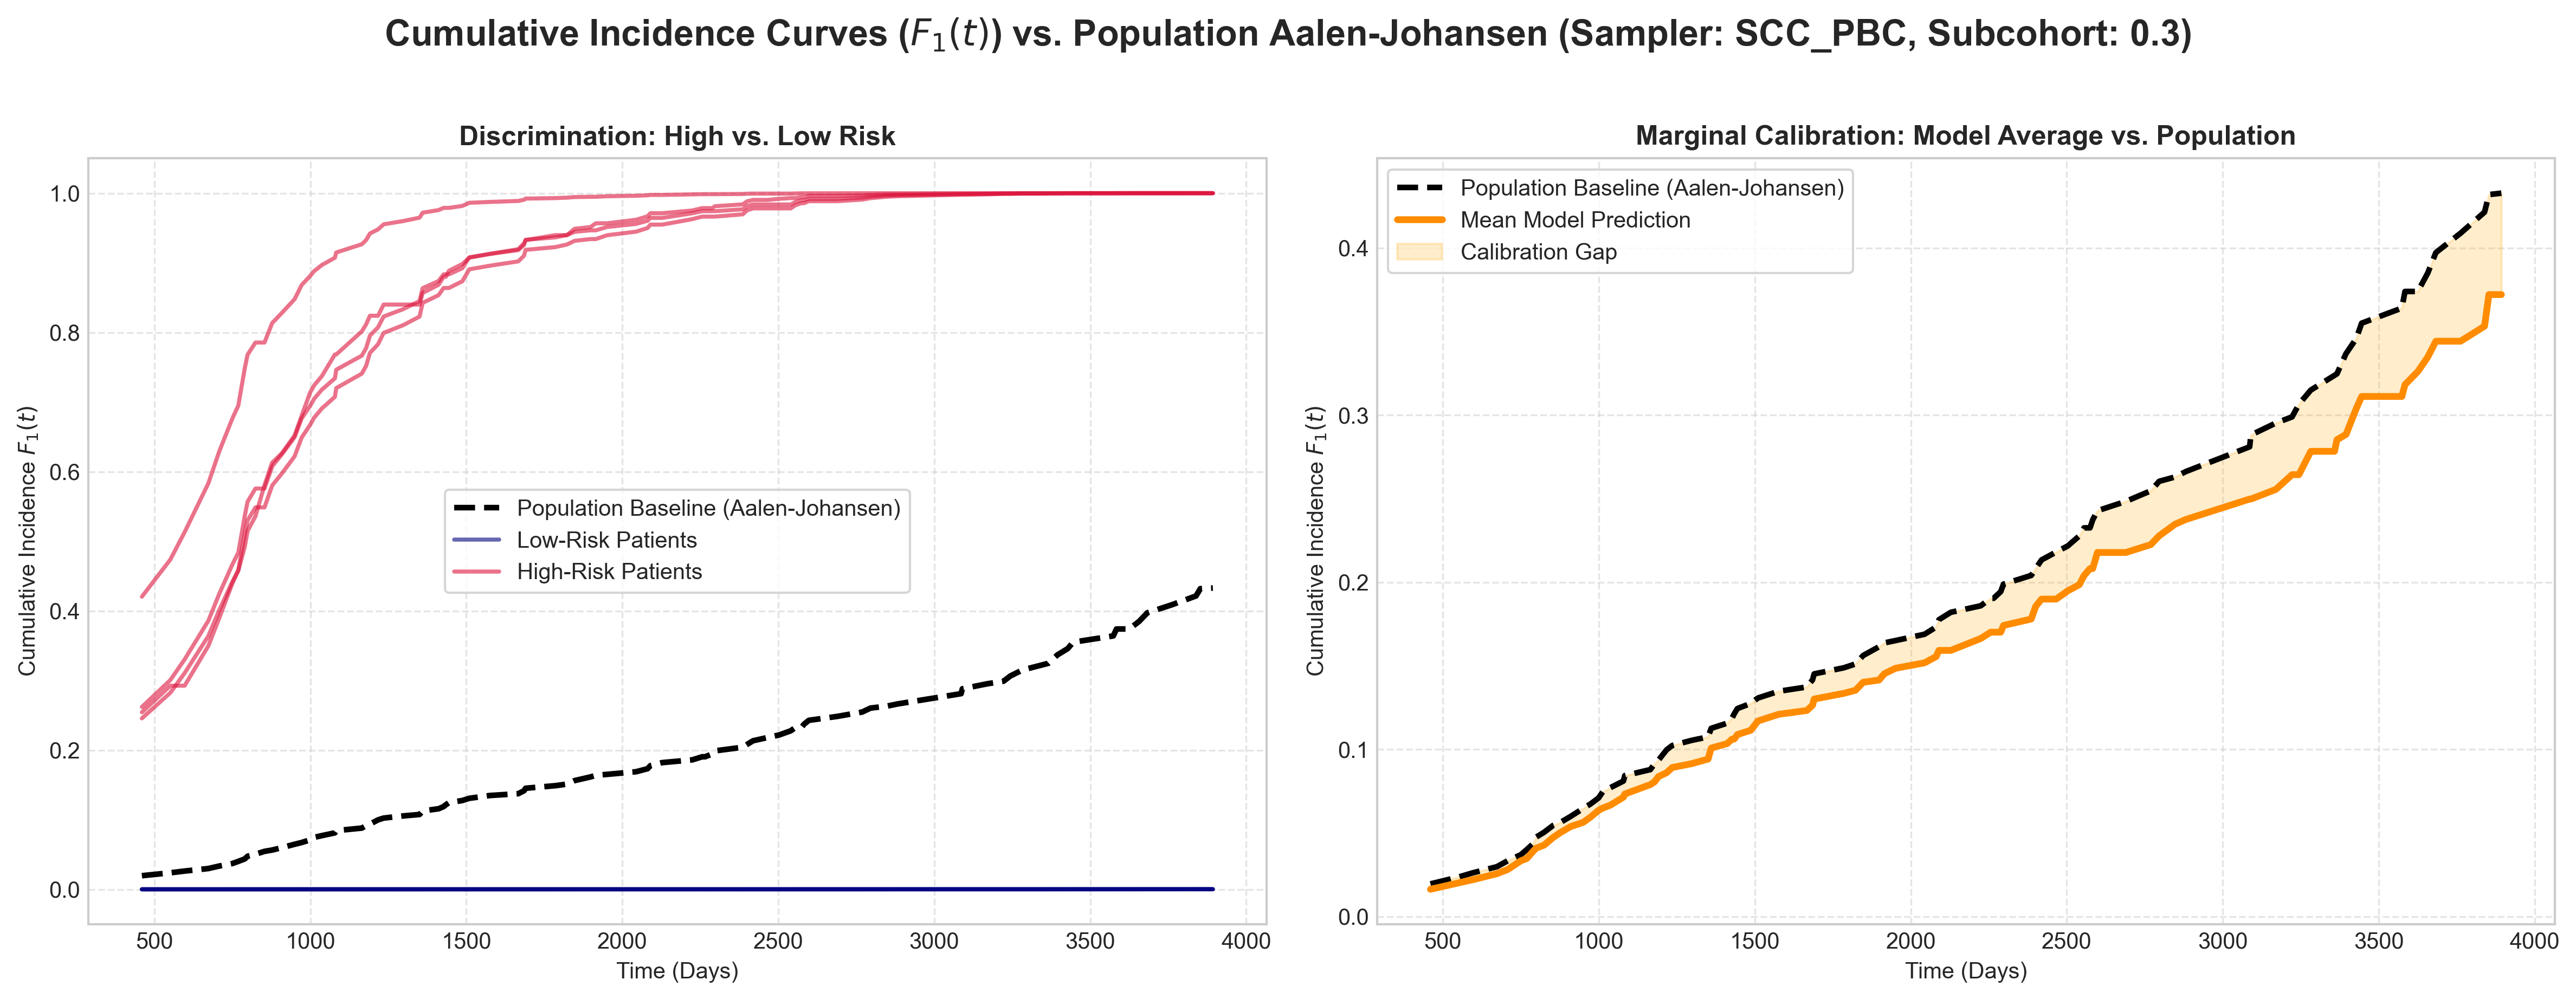 Cumulative Incidence Curves (F₁(t)) vs. Population Aalen-Johansen (Sampler: SCC_PBC, Subcohort: 0.3)
Discrimination: High vs. Low Risk
Cumulative Incidence F₁(t)
1.0
0.8
0.6
0.4
0.2
0.0
Population Baseline (Aalen-Johansen)
Low-Risk Patients
High-Risk Patients
500 1000 1500 2000 2500 3000 3500 4000
Time (Days)
Marginal Calibration: Model Average vs. Population
Cumulative Incidence F₁(t)
0.4
0.3
0.2
0.1
0.0
Population Baseline (Aalen-Johansen)
Mean Model Prediction
Calibration Gap
500 1000 1500 2000 2500 3000 3500 4000
Time (Days)